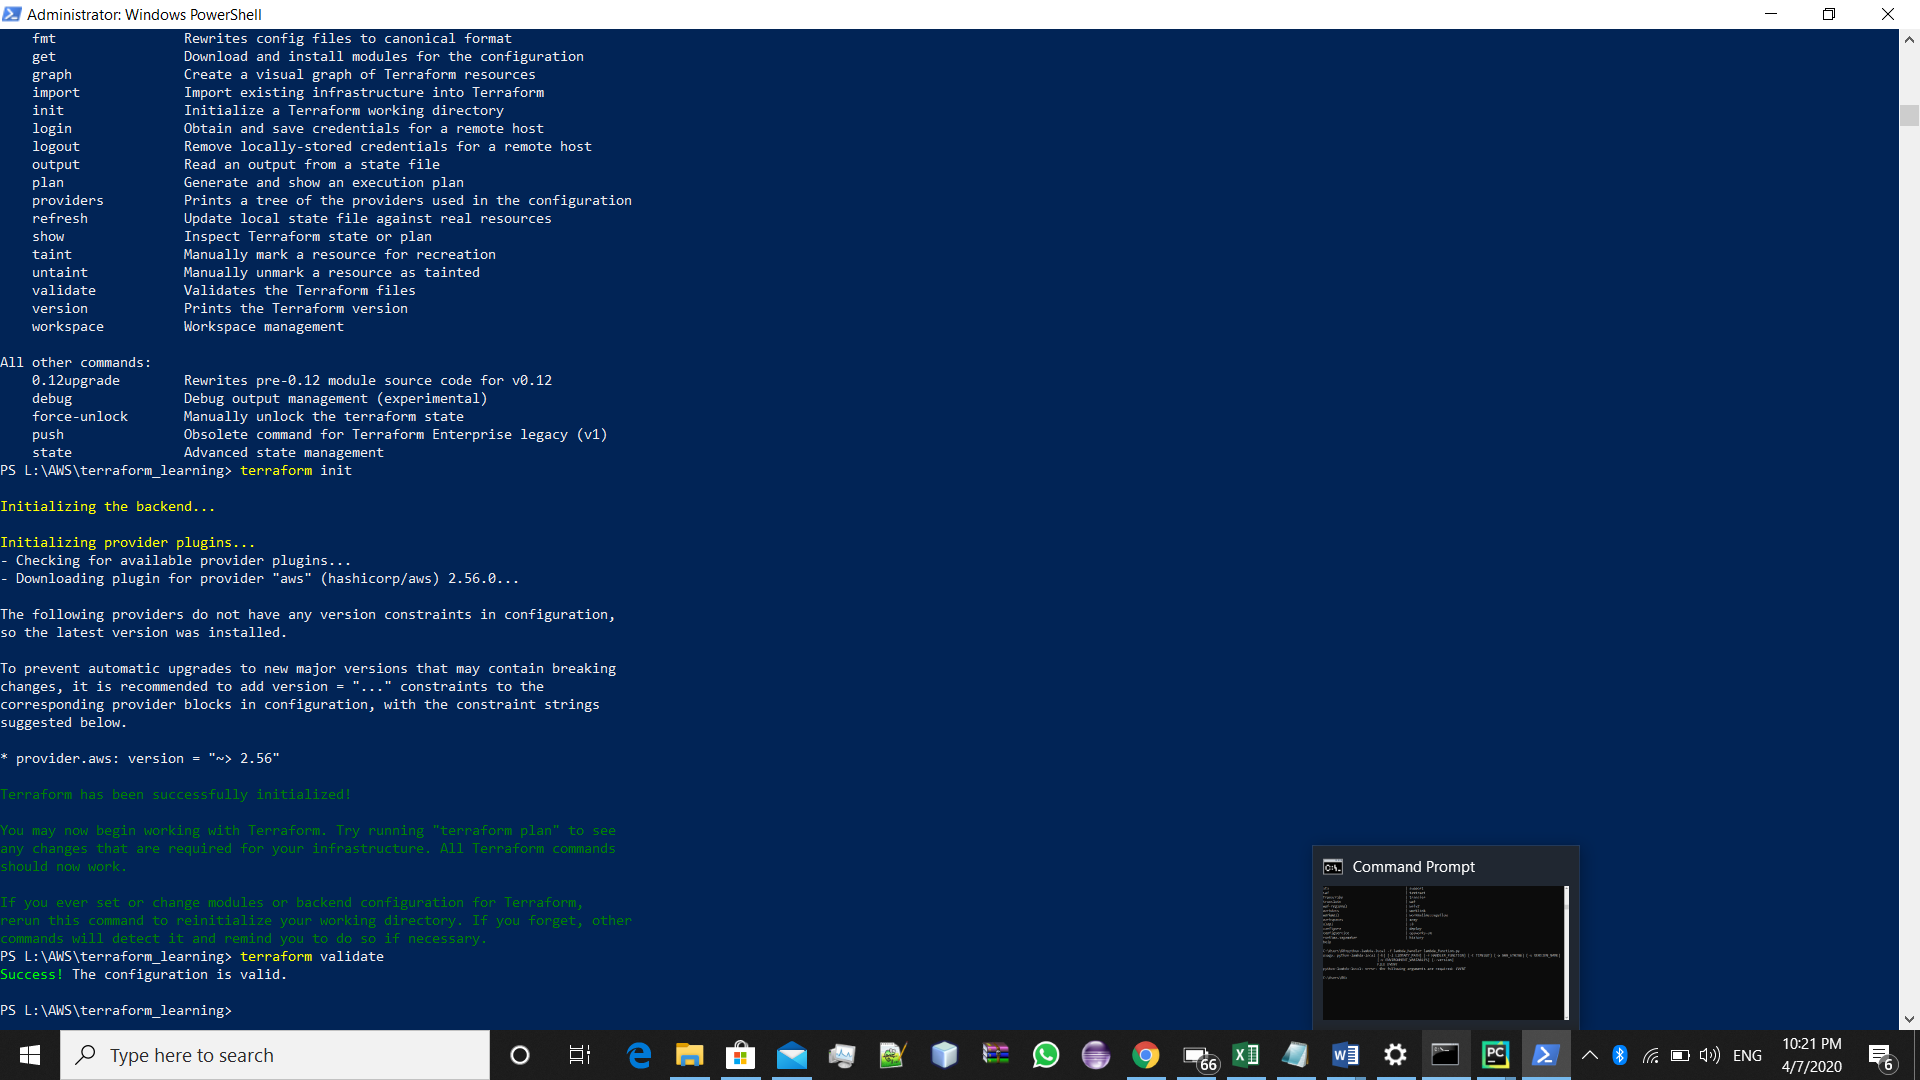 Administrator: Windows PowerShell
    fmt                Rewrites config files to canonical format
    get                Download and install modules for the configuration
    graph              Create a visual graph of Terraform resources
    import             Import existing infrastructure into Terraform
    init               Initialize a Terraform working directory
    login              Obtain and save credentials for a remote host
    logout             Remove locally-stored credentials for a remote host
    output             Read an output from a state file
    plan               Generate and show an execution plan
    providers          Prints a tree of the providers used in the configuration
    refresh            Update local state file against real resources
    show               Inspect Terraform state or plan
    taint              Manually mark a resource for recreation
    untaint            Manually unmark a resource as tainted
    validate           Validates the Terraform files
    version            Prints the Terraform version
    workspace          Workspace management
All other commands:
    0.12upgrade        Rewrites pre-0.12 module source code for v0.12
    debug              Debug output management (experimental)
    force-unlock       Manually unlock the terraform state
    push               Obsolete command for Terraform Enterprise legacy (v1)
    state              Advanced state management
PS L:\AWS\terraform_learning> terraform init
Initializing the backend...
Initializing provider plugins...
- Checking for available provider plugins...
- Downloading plugin for provider "aws" (hashicorp/aws) 2.56.0...
The following providers do not have any version constraints in configuration,
so the latest version was installed.
To prevent automatic upgrades to new major versions that may contain breaking
changes, it is recommended to add version = "..." constraints to the
corresponding provider blocks in configuration, with the constraint strings
suggested below.
* provider.aws: version = "~> 2.56"
Terraform has been successfully initialized!
You may now begin working with Terraform. Try running "terraform plan" to see
any changes that are required for your infrastructure. All Terraform commands
should now work.
If you ever set or change modules or backend configuration for Terraform,
rerun this command to reinitialize your working directory. If you forget, other
commands will detect it and remind you to do so if necessary.
PS L:\AWS\terraform_learning> terraform validate
Success! The configuration is valid.
PS L:\AWS\terraform_learning>
Command Prompt
Type here to search
66
ENG
10:21 PM
4/7/2020
6